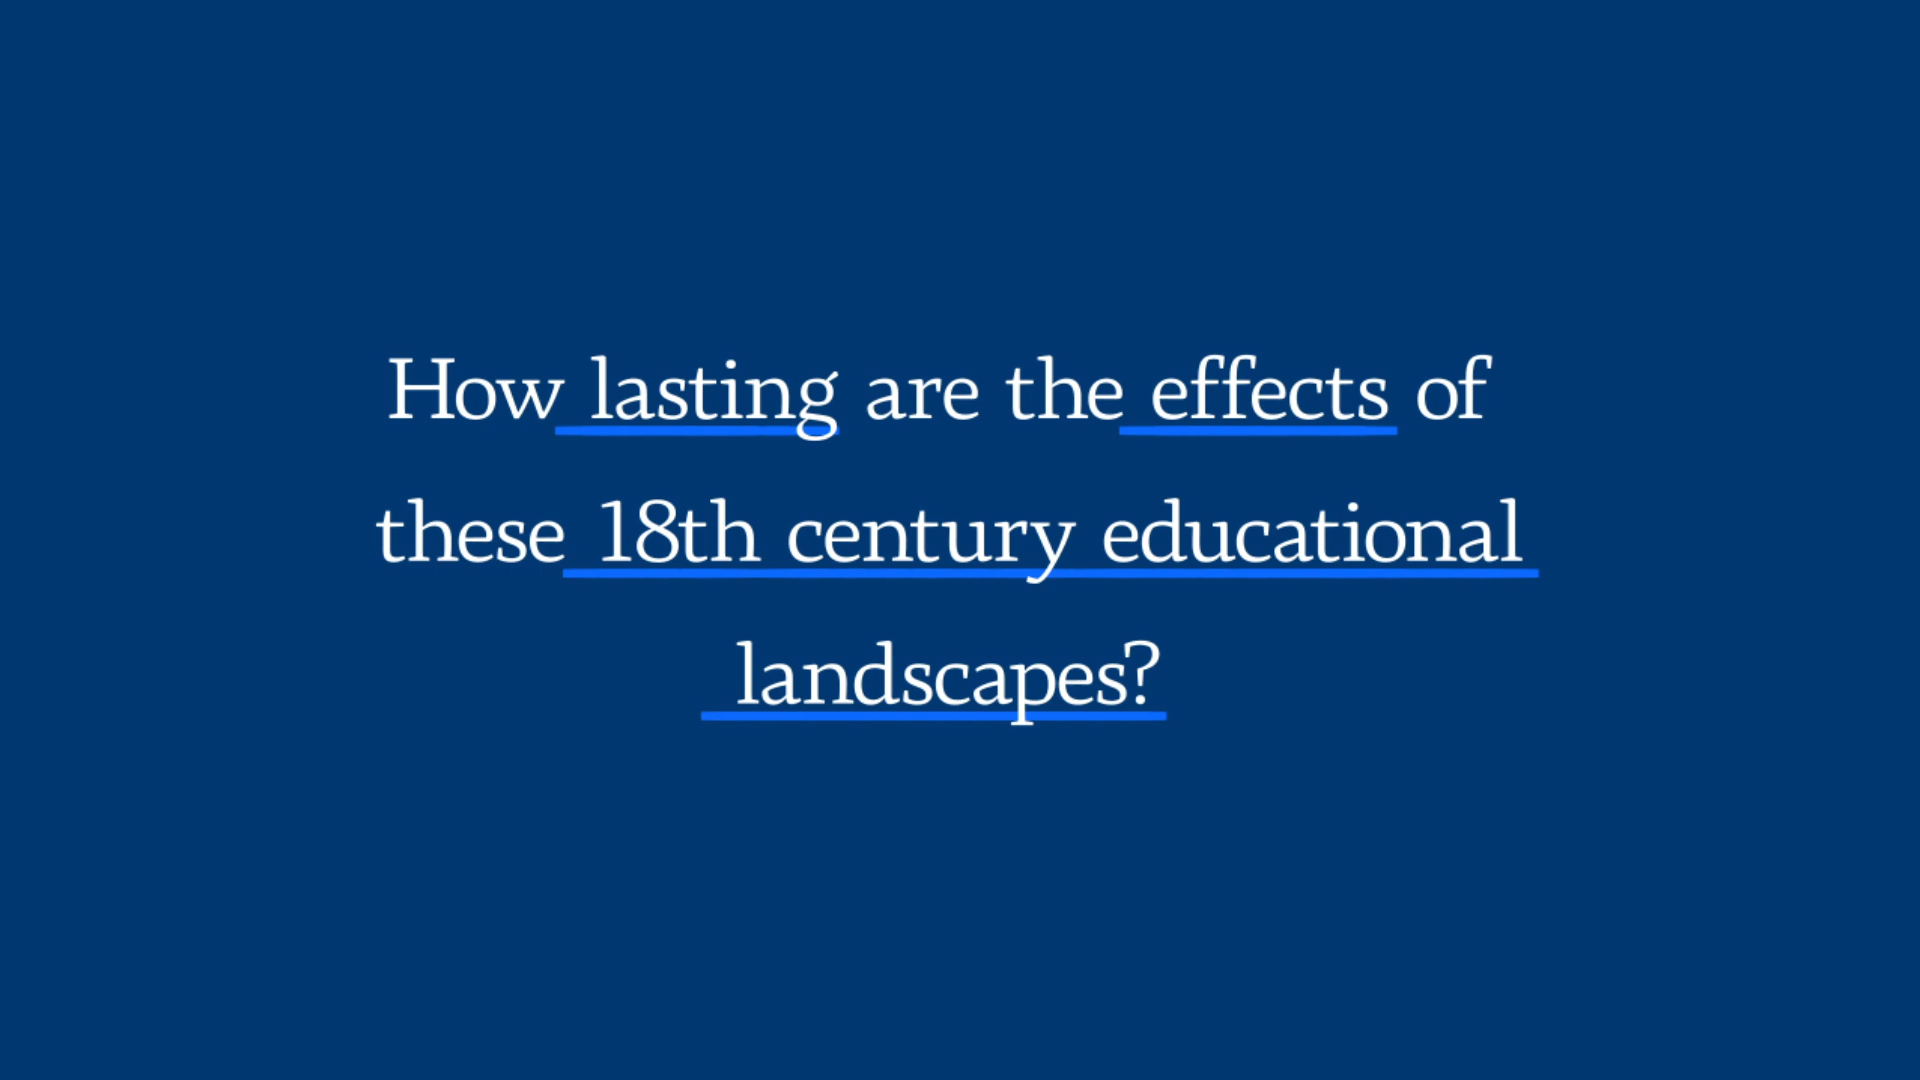 How lasting are the effects of
these 18th century educational
landscapes?